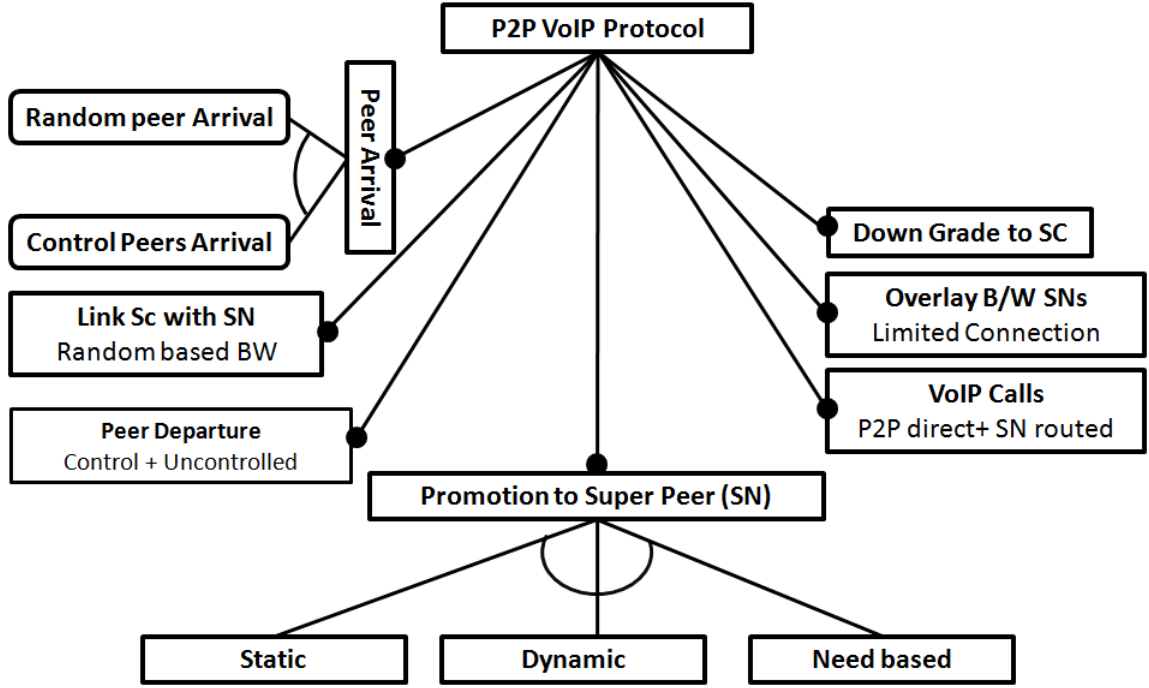 P2P VoIP Protocol
Peer Arrival
Random peer Arrival
Control Peers Arrival
Link Sc with SN
Random based BW
Peer Departure
Control + Uncontrolled
Down Grade to SC
Overlay B/W SNs
Limited Connection
VoIP Calls
P2P direct+ SN routed
Promotion to Super Peer (SN)
Static
Dynamic
Need based